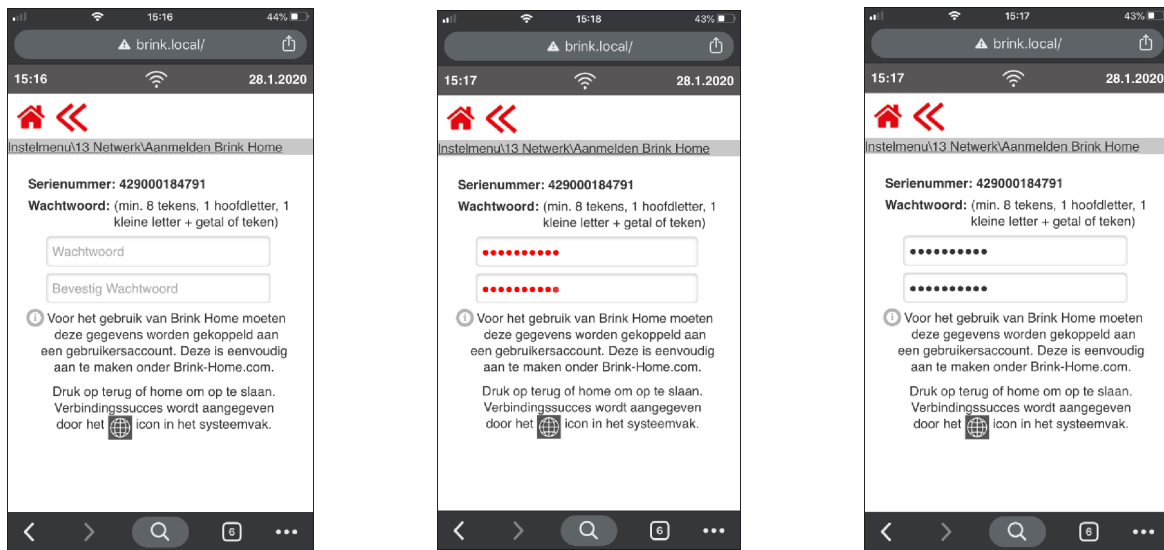 15:16
44%
brink.local/
15:16
28.1.2020
Instelmenu\13 Netwerk\Aanmelden Brink Home
Serienummer: 429000184791
Wachtwoord: (min. 8 tekens, 1 hoofdletter, 1
kleine letter + getal of teken)
Wachtwoord
Bevestig Wachtwoord
Voor het gebruik van Brink Home moeten
deze gegevens worden gekoppeld aan
een gebruikersaccount. Deze is eenvoudig
aan te maken onder Brink-Home.com.
Druk op terug of home om op te slaan.
Verbindingssucces wordt aangegeven
door het icon in het systeemvak.
6
15:18
43%
brink.local/
15:17
28.1.2020
Instelmenu\13 Netwerk\Aanmelden Brink Home
Serienummer: 429000184791
Wachtwoord: (min. 8 tekens, 1 hoofdletter, 1
kleine letter + getal of teken)
••••••••••
••••••••••
Voor het gebruik van Brink Home moeten
deze gegevens worden gekoppeld aan
een gebruikersaccount. Deze is eenvoudig
aan te maken onder Brink-Home.com.
Druk op terug of home om op te slaan.
Verbindingssucces wordt aangegeven
door het icon in het systeemvak.
6
15:17
43%
brink.local/
15:17
28.1.2020
Instelmenu\13 Netwerk\Aanmelden Brink Home
Serienummer: 429000184791
Wachtwoord: (min. 8 tekens, 1 hoofdletter, 1
kleine letter + getal of teken)
••••••••••
••••••••••
Voor het gebruik van Brink Home moeten
deze gegevens worden gekoppeld aan
een gebruikersaccount. Deze is eenvoudig
aan te maken onder Brink-Home.com.
Druk op terug of home om op te slaan.
Verbindingssucces wordt aangegeven
door het icon in het systeemvak.
6